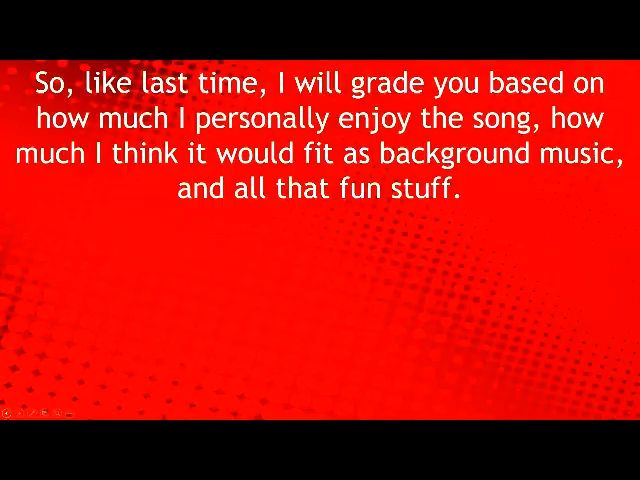 So, like last time, I will grade you based on
how much I personally enjoy the song, how
much I think it would fit as background music,
and all that fun stuff.